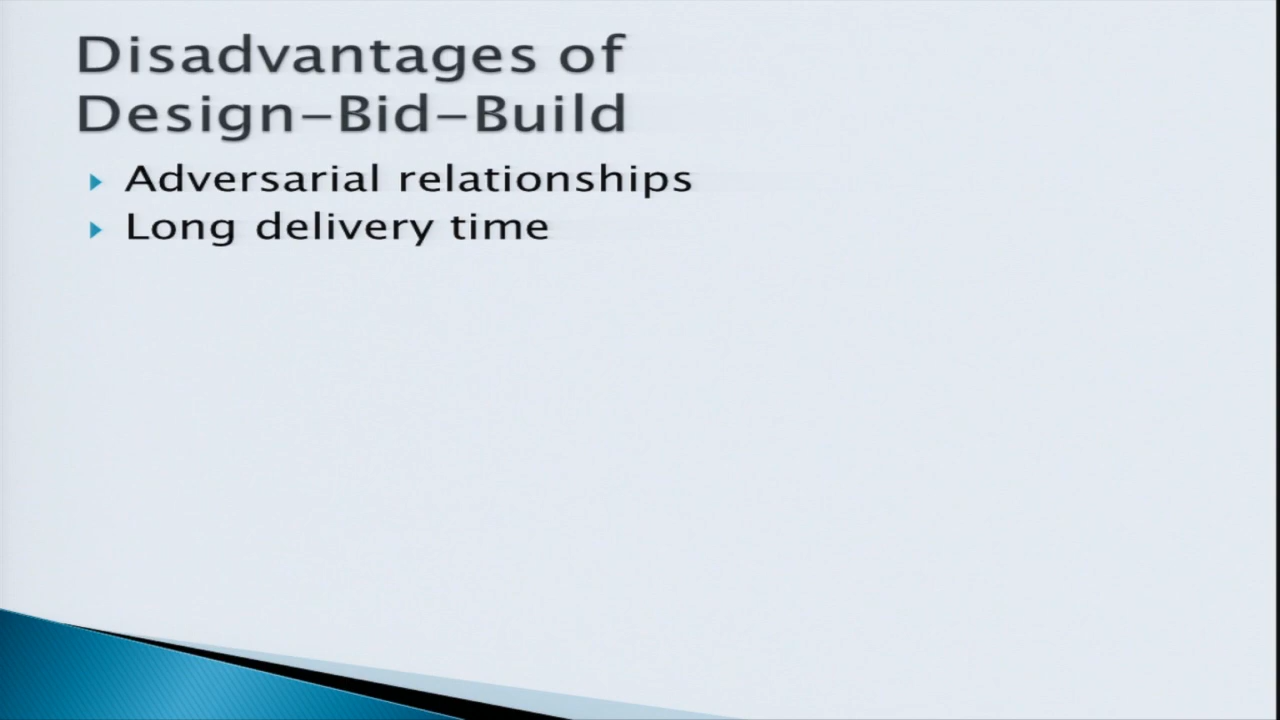 Disadvantages of
Design–Bid–Build
Adversarial relationships
Long delivery time